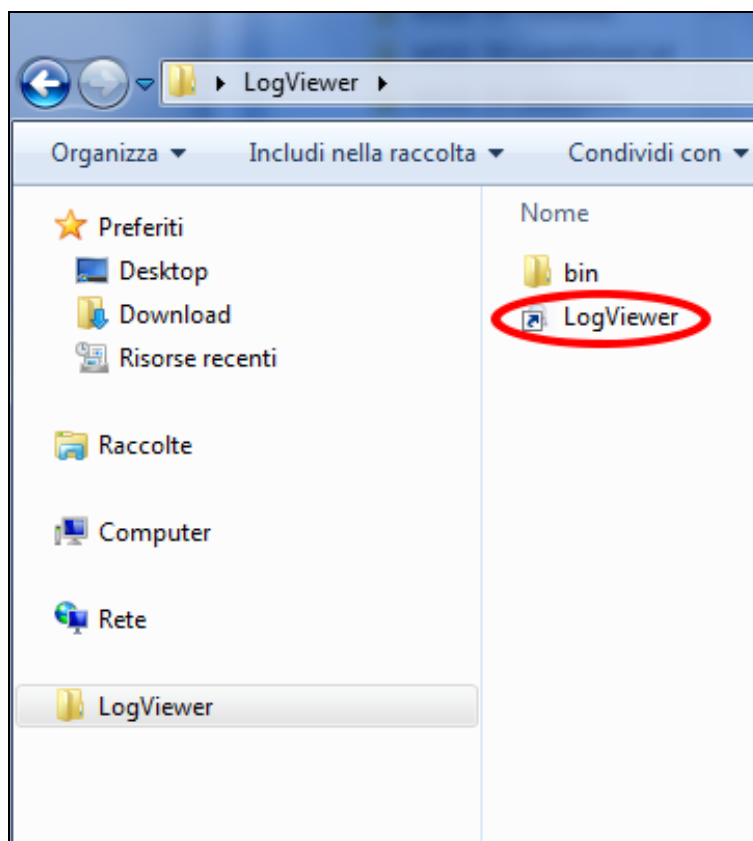 LogViewer
Organizza Includi nella raccolta Condividi con
Preferiti
Desktop
Download
Risorse recenti
Raccolte
Computer
Rete
LogViewer
Nome
bin
LogViewer